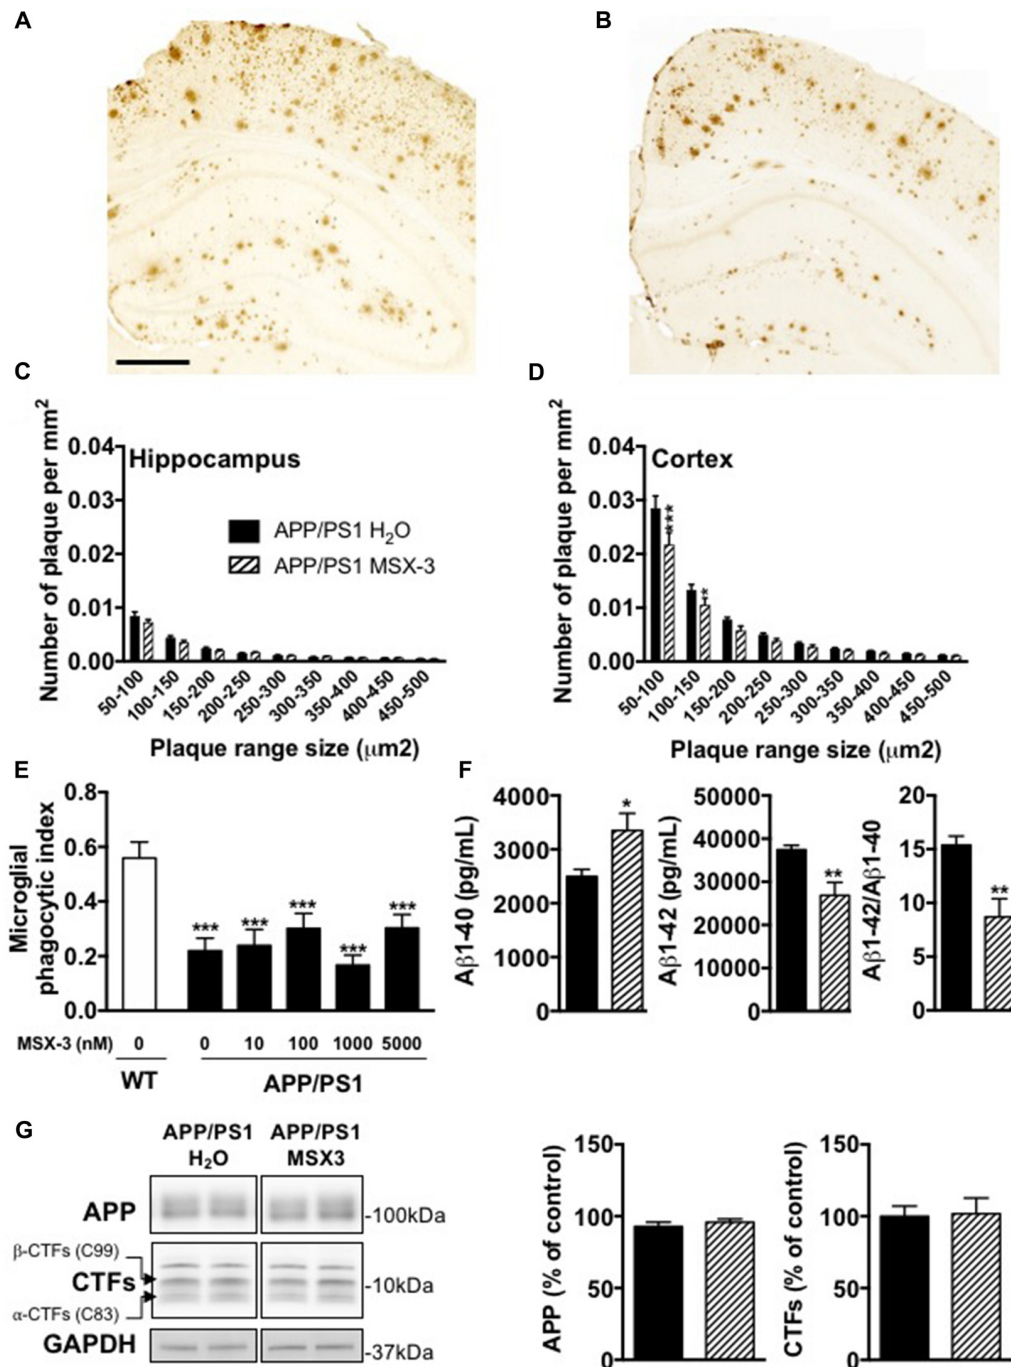 A
B
C
D
Number of plaque per mm²
0.04
0.03
0.02
0.01
0.00
Hippocampus
APP/PS1 H₂O
APP/PS1 MSX-3
50-100
100-150
150-200
200-250
250-300
300-350
350-400
400-450
450-500
Plaque range size (μm2)
Number of plaque per mm²
0.04
0.03
0.02
0.01
0.00
Cortex
***
*
50-100
100-150
150-200
200-250
250-300
300-350
350-400
400-450
450-500
Plaque range size (μm2)
E
Microglial
phagocytic index
0.8
0.6
0.4
0.2
0.0
*** *** *** *** ***
MSX-3 (nM) 0 0 10 100 1000 5000
WT APP/PS1
F
Aβ1-40 (pg/mL)
4000
3000
2000
1000
0
*
Aβ1-42 (pg/mL)
50000
40000
30000
20000
10000
0
**
Aβ1-42/Aβ1-40
20
15
10
5
0
**
G
APP/PS1 APP/PS1
H₂O MSX3
APP -100kDa
β-CTFs (C99)
CTFs -10kDa
α-CTFs (C83)
GAPDH -37kDa
APP (% of control)
150
100
50
0
CTFs (% of control)
150
100
50
0